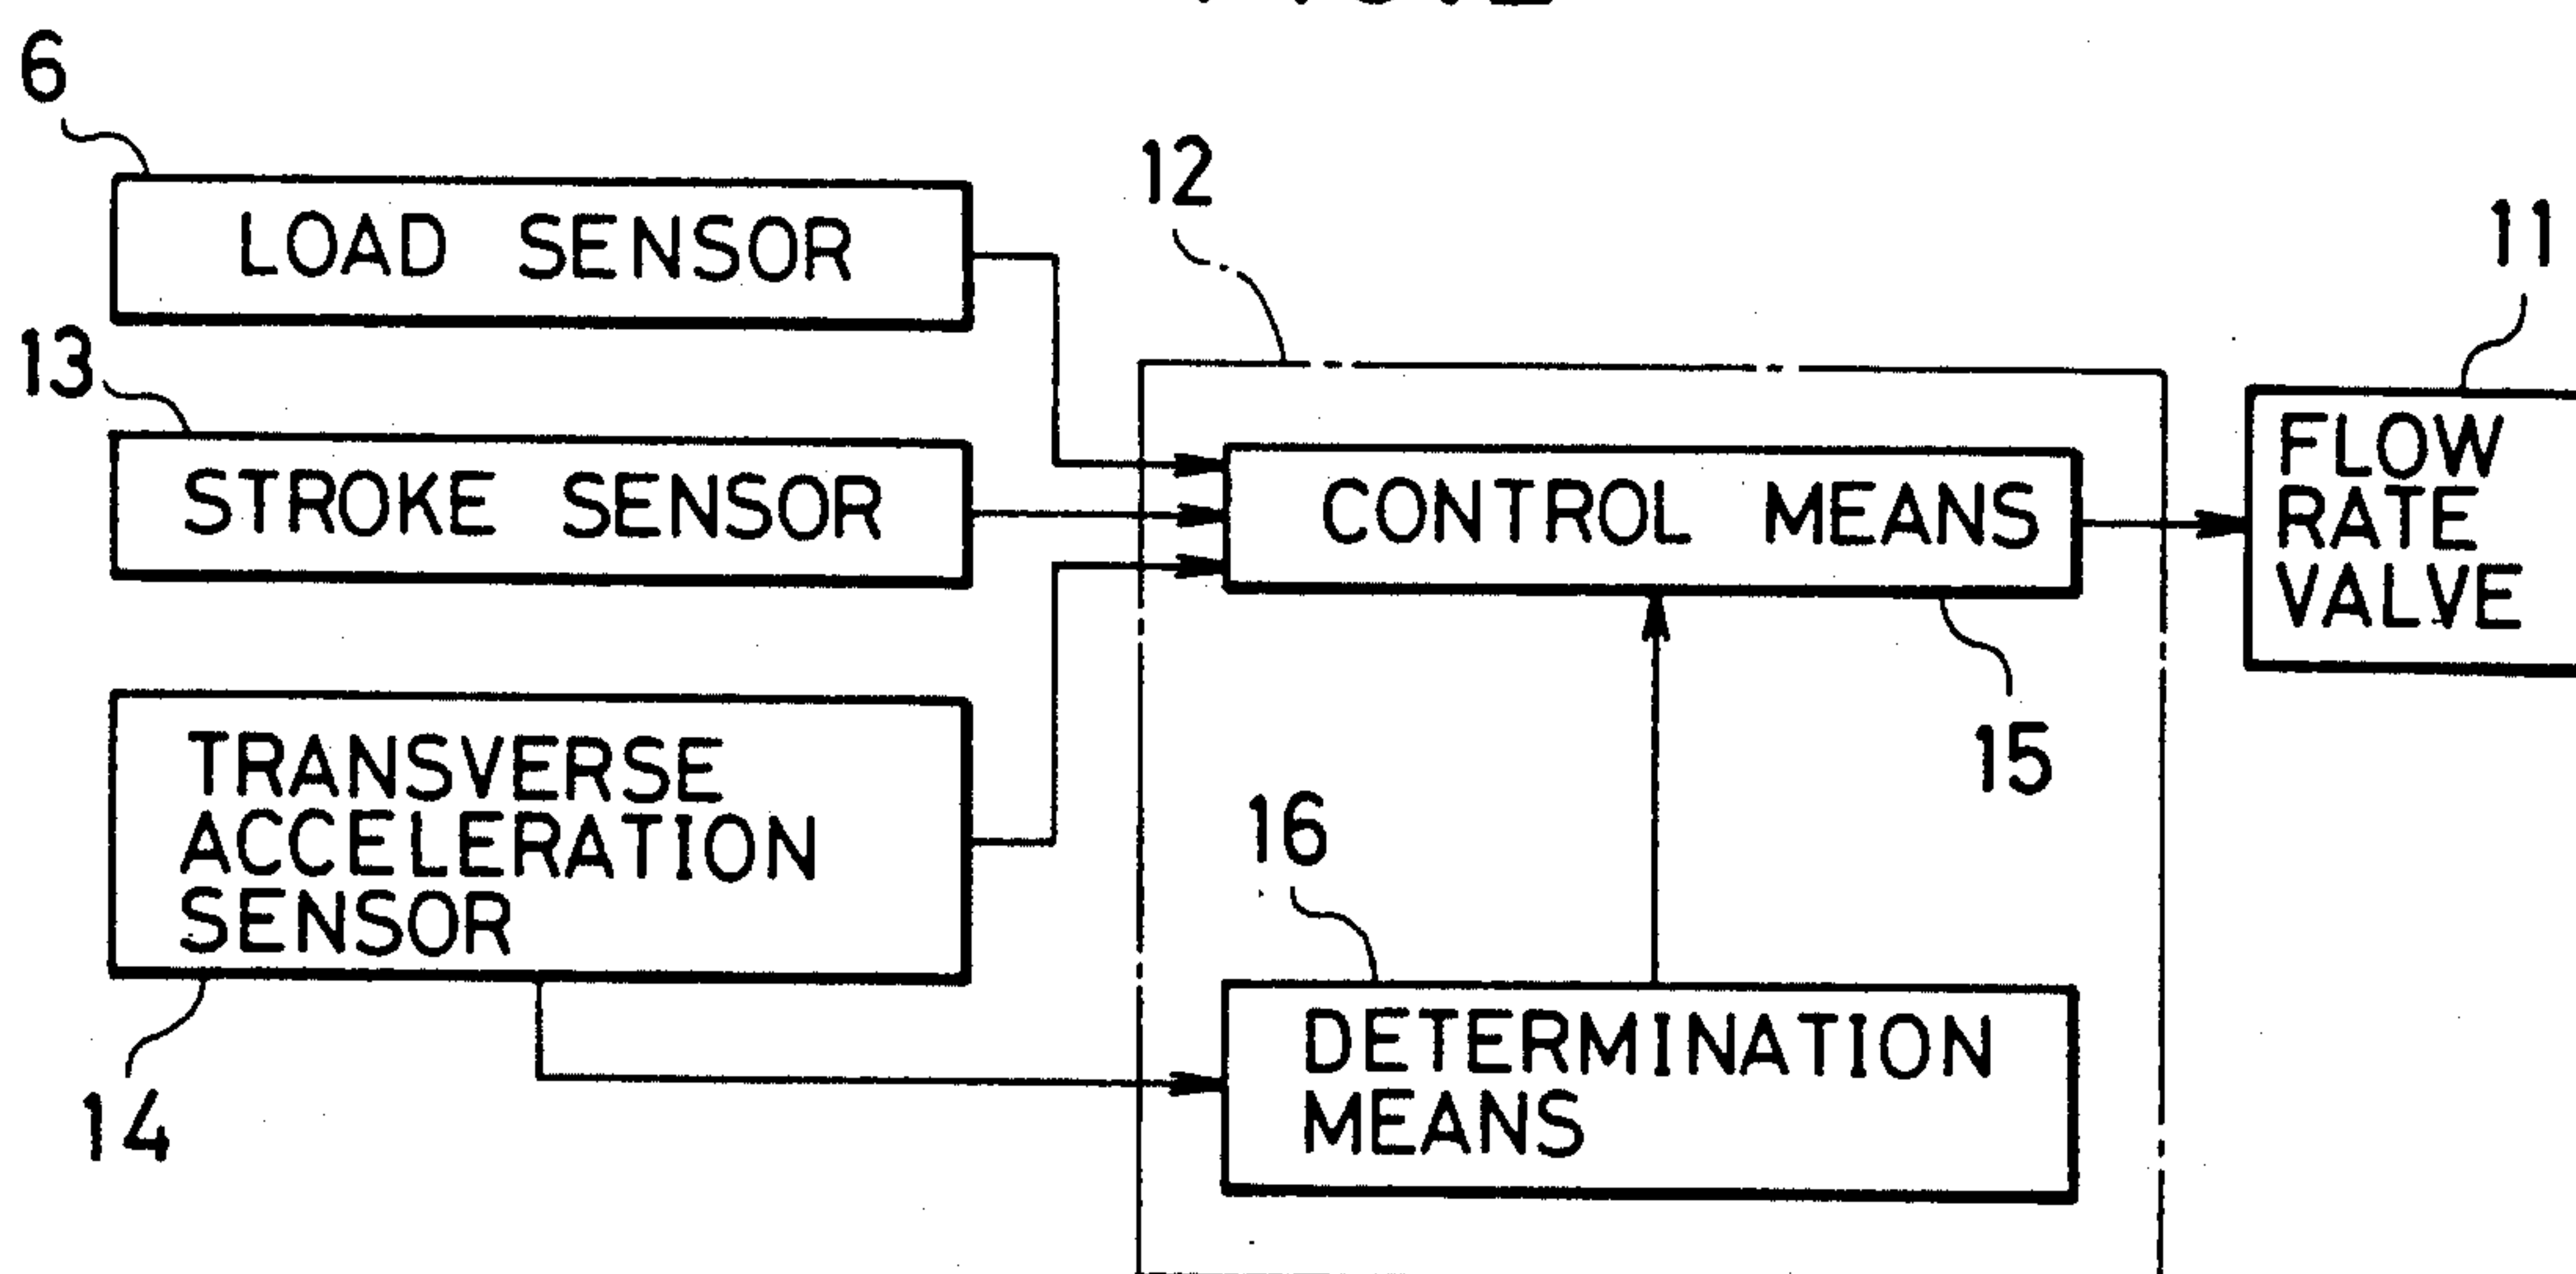 6
LOAD SENSOR
12
11
13
STROKE SENSOR
CONTROL MEANS
FLOW
RATE
VALVE
15
TRANSVERSE
ACCELERATION
SENSOR
16
14
DETERMINATION
MEANS